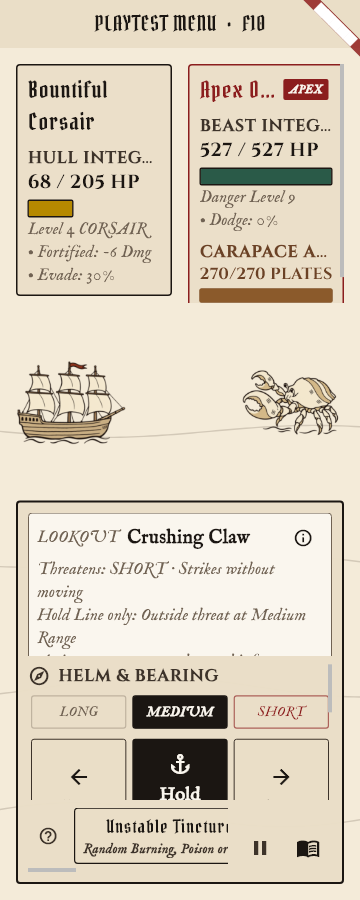 PLAYTEST MENU · F10
Bountiful
Corsair
HULL INTEG...
68 / 205 HP
Level 4 CORSAIR
• Fortified: -6 Dmg
• Evade: 30%
Apex O... APEX
BEAST INTEG...
527 / 527 HP
Danger Level 9
• Dodge: 0%
CARAPACE A...
270/270 PLATES
LOOKOUT Crushing Claw
Threatens: SHORT · Strikes without
moving
Hold Line only: Outside threat at Medium
Range
HELM & BEARING
LONG MEDIUM SHORT
Hold
Unstable Tincture
Random Burning, Poison or